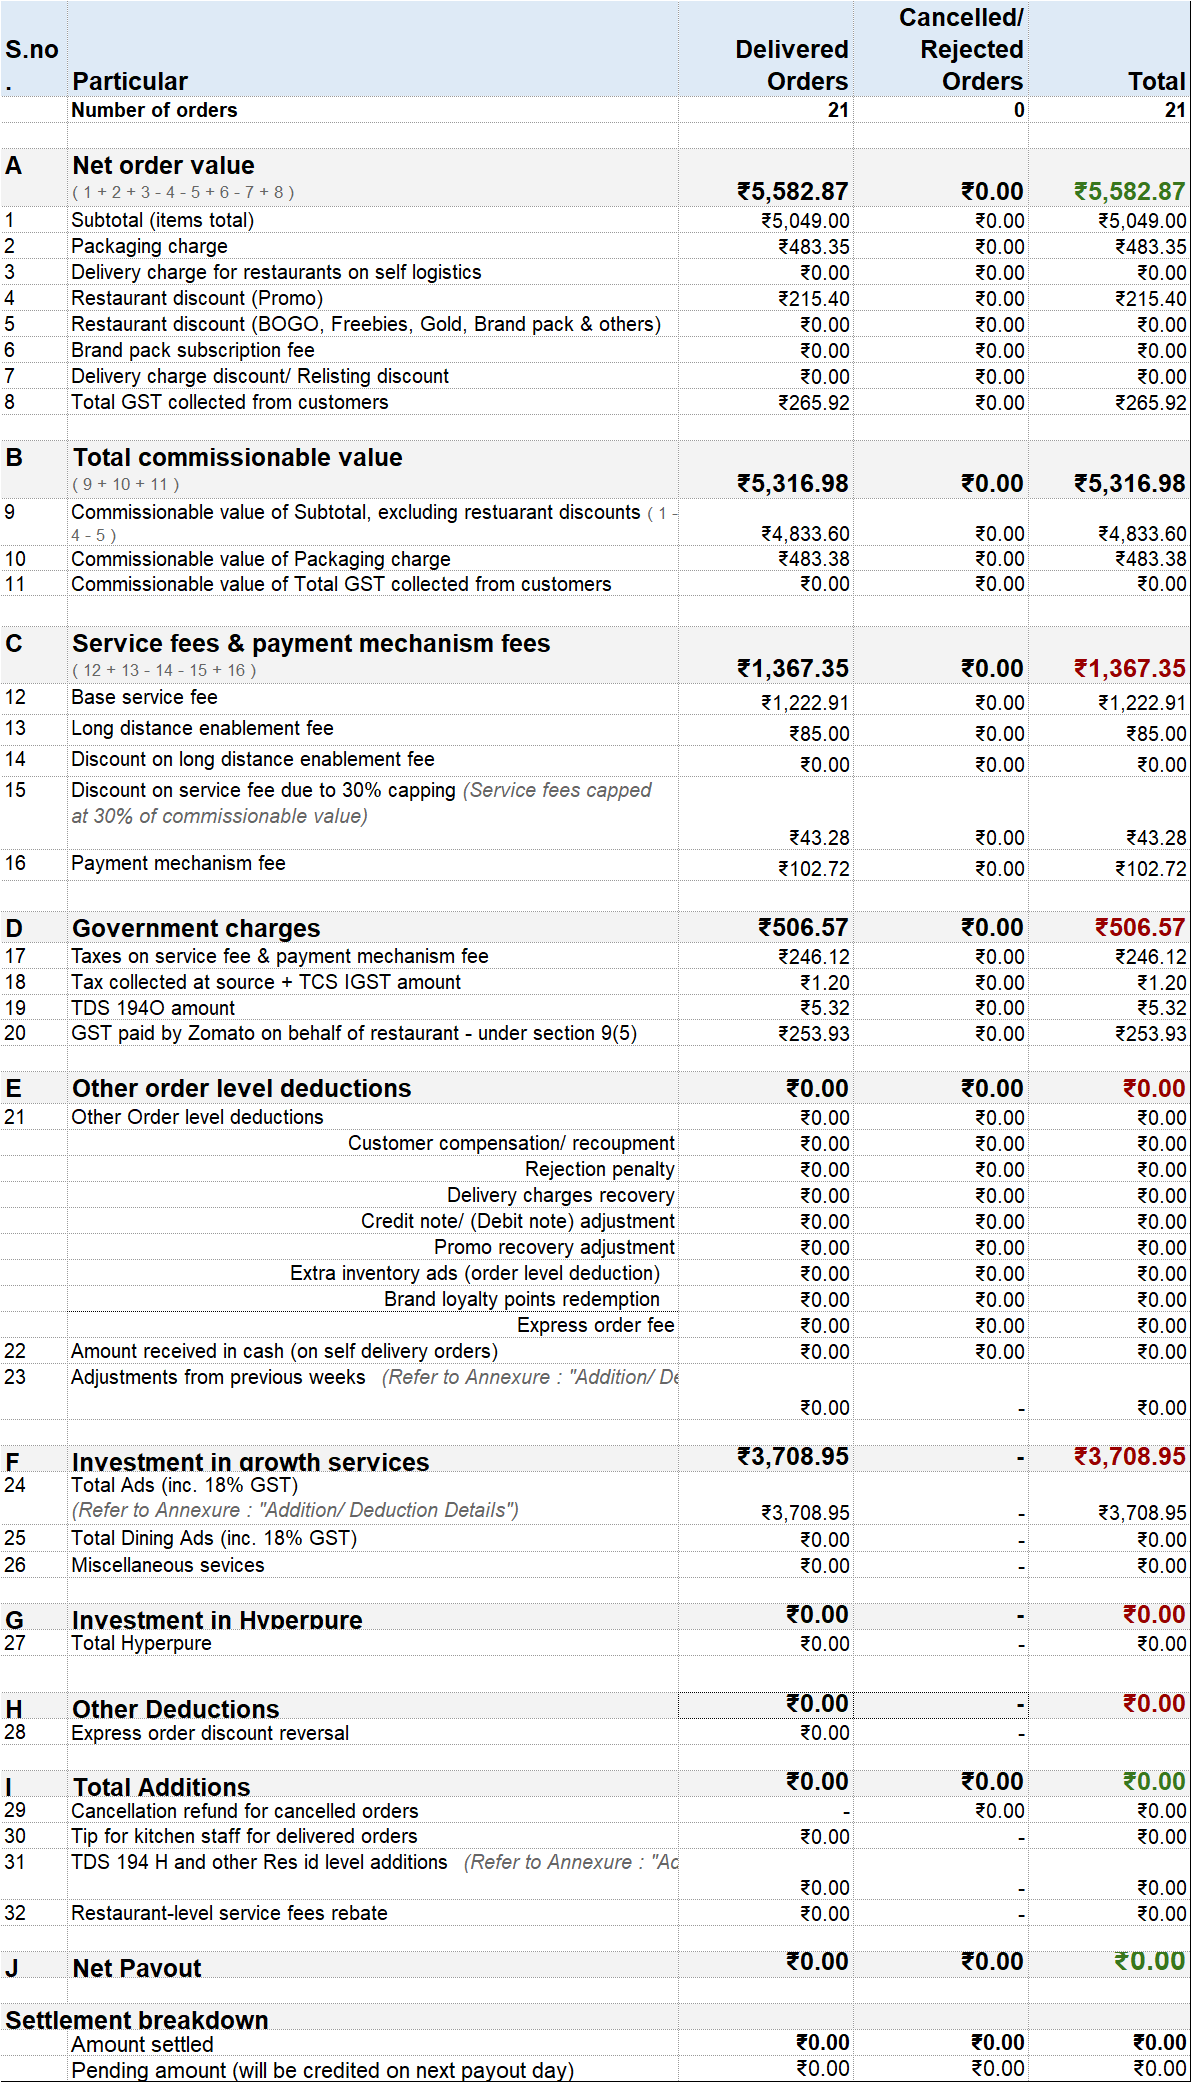 S.no. Particular Delivered Orders Cancelled/ Rejected Orders Total
Number of orders 21 0 21
A Net order value
( 1 + 2 + 3 - 4 - 5 + 6 - 7 + 8 ) ₹5,582.87 ₹0.00 ₹5,582.87
1 Subtotal (items total) ₹5,049.00 ₹0.00 ₹5,049.00
2 Packaging charge ₹483.35 ₹0.00 ₹483.35
3 Delivery charge for restaurants on self logistics ₹0.00 ₹0.00 ₹0.00
4 Restaurant discount (Promo) ₹215.40 ₹0.00 ₹215.40
5 Restaurant discount (BOGO, Freebies, Gold, Brand pack & others) ₹0.00 ₹0.00 ₹0.00
6 Brand pack subscription fee ₹0.00 ₹0.00 ₹0.00
7 Delivery charge discount/ Relisting discount ₹0.00 ₹0.00 ₹0.00
8 Total GST collected from customers ₹265.92 ₹0.00 ₹265.92
B Total commissionable value
( 9 + 10 + 11 ) ₹5,316.98 ₹0.00 ₹5,316.98
9 Commissionable value of Subtotal, excluding restuarant discounts ( 1 -
4 - 5 ) ₹4,833.60 ₹0.00 ₹4,833.60
10 Commissionable value of Packaging charge ₹483.38 ₹0.00 ₹483.38
11 Commissionable value of Total GST collected from customers ₹0.00 ₹0.00 ₹0.00
C Service fees & payment mechanism fees
( 12 + 13 - 14 - 15 + 16 ) ₹1,367.35 ₹0.00 ₹1,367.35
12 Base service fee ₹1,222.91 ₹0.00 ₹1,222.91
13 Long distance enablement fee ₹85.00 ₹0.00 ₹85.00
14 Discount on long distance enablement fee ₹0.00 ₹0.00 ₹0.00
15 Discount on service fee due to 30% capping (Service fees capped
at 30% of commissionable value) ₹43.28 ₹0.00 ₹43.28
16 Payment mechanism fee ₹102.72 ₹0.00 ₹102.72
D Government charges ₹506.57 ₹0.00 ₹506.57
17 Taxes on service fee & payment mechanism fee ₹246.12 ₹0.00 ₹246.12
18 Tax collected at source + TCS IGST amount ₹1.20 ₹0.00 ₹1.20
19 TDS 194O amount ₹5.32 ₹0.00 ₹5.32
20 GST paid by Zomato on behalf of restaurant - under section 9(5) ₹253.93 ₹0.00 ₹253.93
E Other order level deductions ₹0.00 ₹0.00 ₹0.00
21 Other Order level deductions ₹0.00 ₹0.00 ₹0.00
Customer compensation/ recoupment ₹0.00 ₹0.00 ₹0.00
Rejection penalty ₹0.00 ₹0.00 ₹0.00
Delivery charges recovery ₹0.00 ₹0.00 ₹0.00
Credit note/ (Debit note) adjustment ₹0.00 ₹0.00 ₹0.00
Promo recovery adjustment ₹0.00 ₹0.00 ₹0.00
Extra inventory ads (order level deduction) ₹0.00 ₹0.00 ₹0.00
Brand loyalty points redemption ₹0.00 ₹0.00 ₹0.00
Express order fee ₹0.00 ₹0.00 ₹0.00
22 Amount received in cash (on self delivery orders) ₹0.00 ₹0.00 ₹0.00
23 Adjustments from previous weeks (Refer to Annexure : "Addition/ De
₹0.00 - ₹0.00
F Investment in growth services ₹3,708.95 - ₹3,708.95
24 Total Ads (inc. 18% GST)
(Refer to Annexure : "Addition/ Deduction Details") ₹3,708.95 - ₹3,708.95
25 Total Dining Ads (inc. 18% GST) ₹0.00 - ₹0.00
26 Miscellaneous sevices ₹0.00 - ₹0.00
G Investment in Hyperpure ₹0.00 - ₹0.00
27 Total Hyperpure ₹0.00 - ₹0.00
H Other Deductions ₹0.00 - ₹0.00
28 Express order discount reversal ₹0.00 -
I Total Additions ₹0.00 ₹0.00 ₹0.00
29 Cancellation refund for cancelled orders - ₹0.00 ₹0.00
30 Tip for kitchen staff for delivered orders ₹0.00 - ₹0.00
31 TDS 194 H and other Res id level additions (Refer to Annexure : "Ad
₹0.00 - ₹0.00
32 Restaurant-level service fees rebate ₹0.00 - ₹0.00
J Net Payout ₹0.00 ₹0.00 ₹0.00
Settlement breakdown
Amount settled ₹0.00 ₹0.00 ₹0.00
Pending amount (will be credited on next payout day) ₹0.00 ₹0.00 ₹0.00